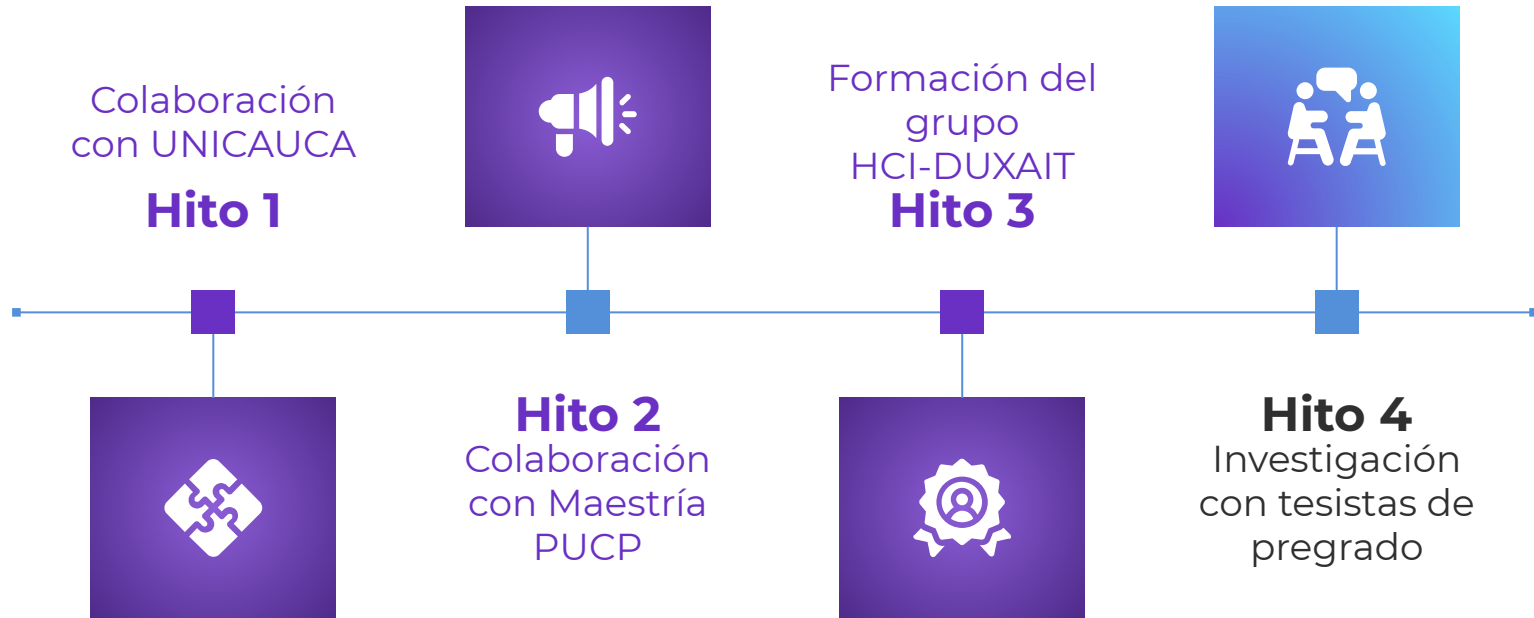 Colaboración
con UNICAUCA
Hito 1
Hito 2
Colaboración
con Maestría
PUCP
Formación del
grupo
HCI-DUXAIT
Hito 3
Hito 4
Investigación
con tesistas de
pregrado